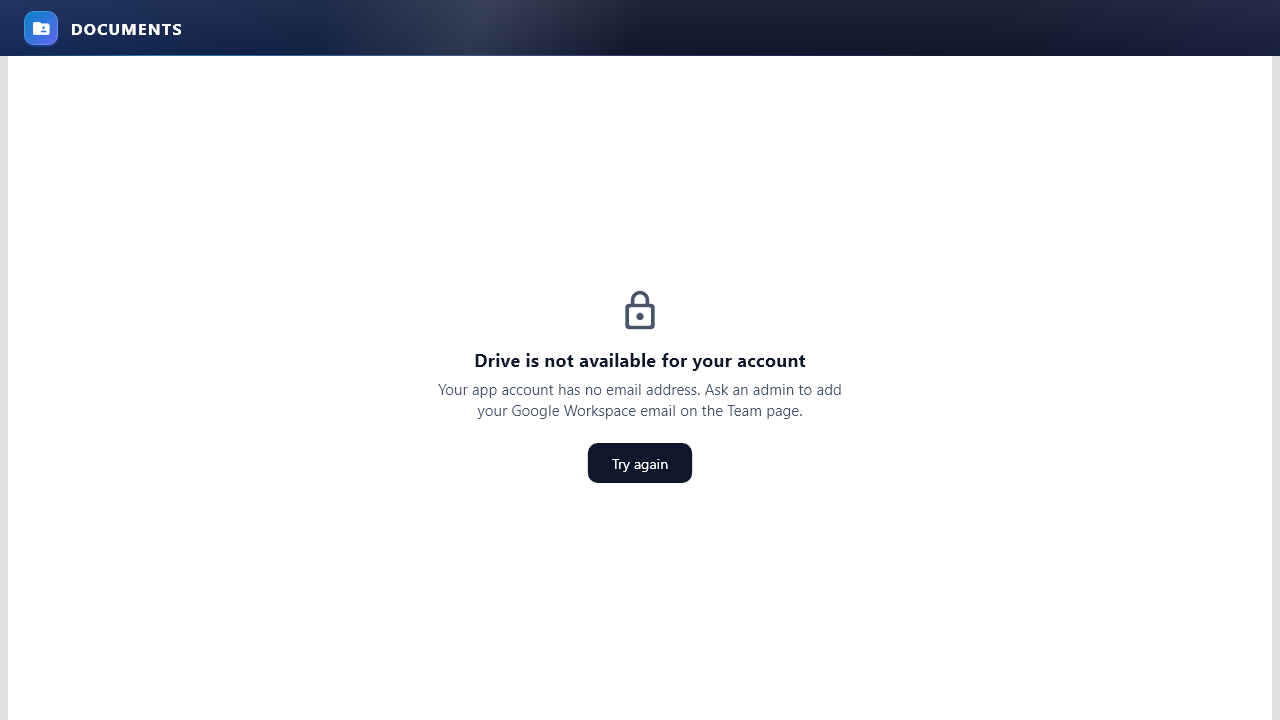 DOCUMENTS
Drive is not available for your account
Your app account has no email address. Ask an admin to add
your Google Workspace email on the Team page.
Try again